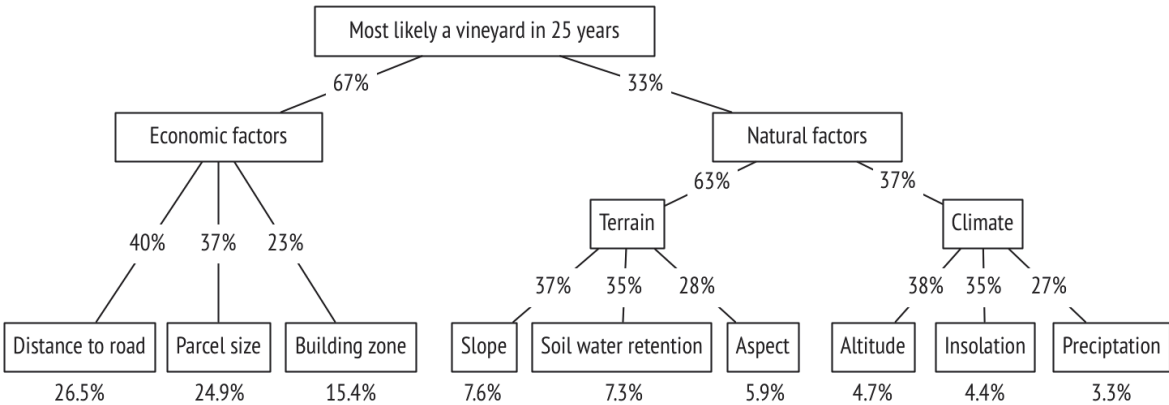 Most likely a vineyard in 25 years
67%
33%
Economic factors
Natural factors
63%
37%
Terrain
Climate
40%
37%
23%
37%
35%
28%
38%
35%
27%
Distance to road
Parcel size
Building zone
Slope
Soil water retention
Aspect
Altitude
Insolation
Preciptation
26.5%
24.9%
15.4%
7.6%
7.3%
5.9%
4.7%
4.4%
3.3%